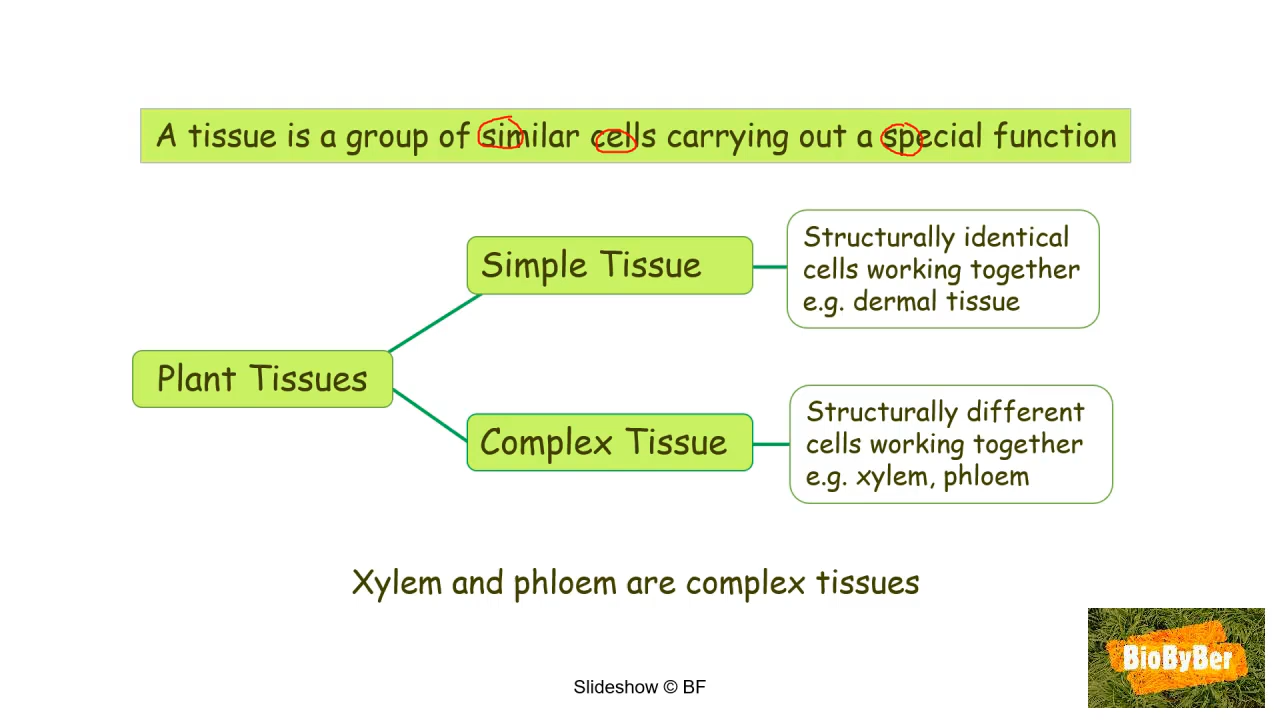 A tissue is a group of similar cells carrying out a special function
Simple Tissue
Structurally identical
cells working together
e.g. dermal tissue
Plant Tissues
Complex Tissue
Structurally different
cells working together
e.g. xylem, phloem
Xylem and phloem are complex tissues
BioByBer
Slideshow © BF